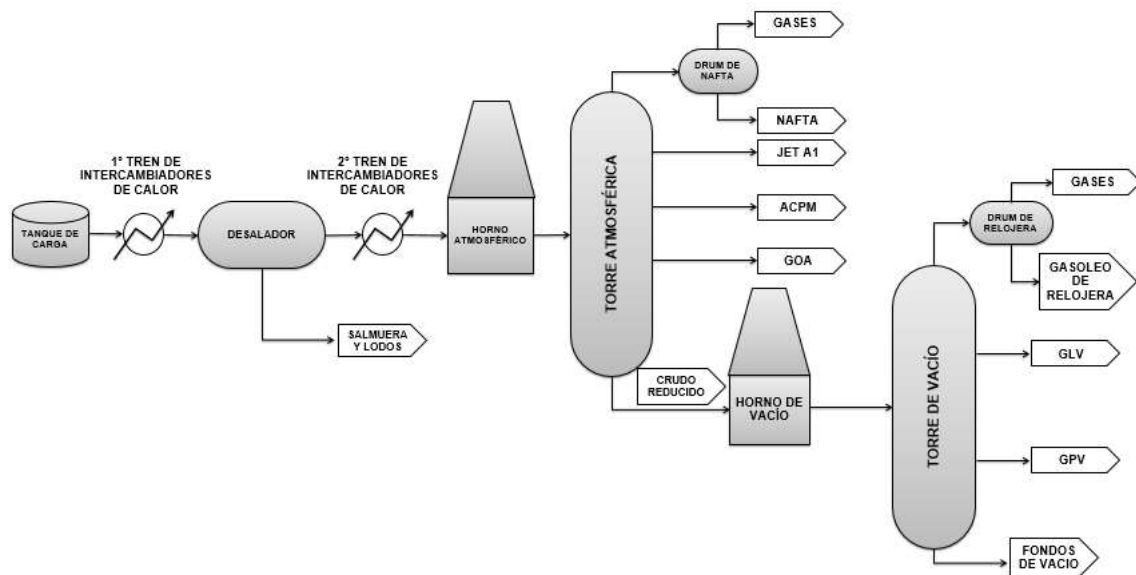 GASES
DRUM DE
NAFTA
NAFTA
JET A1
1° TREN DE
INTERCAMBIADORES
DE CALOR
2° TREN DE
INTERCAMBIADORES
DE CALOR
TANQUE DE
CARGA
DESALADOR
HORNO
ATMOSFÉRICO
TORRE ATMOSFÉRICA
ACPM
GOA
SALMUERA
Y LODOS
CRUDO
REDUCIDO
HORNO DE
VACÍO
GASES
DRUM DE
RELOJERA
GASOLEO
DE
RELOJERA
TORRE DE VACÍO
GLV
GPV
FONDOS
DE VACIO